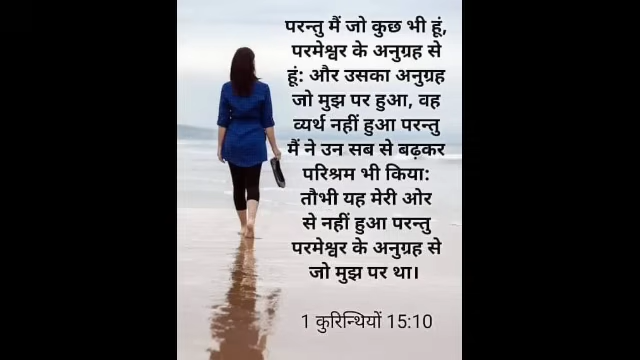 परन्तु मैं जो कुछ भी हूं,
परमेश्वर के अनुग्रह से
हूं: और उसका अनुग्रह
जो मुझ पर हुआ, वह
व्यर्थ नहीं हुआ परन्तु
मैं ने उन सब से बढ़कर
परिश्रम भी किया:
तौभी यह मेरी ओर
से नहीं हुआ परन्तु
परमेश्वर के अनुग्रह से
जो मुझ पर था।
1 कुरिन्थियों 15:10